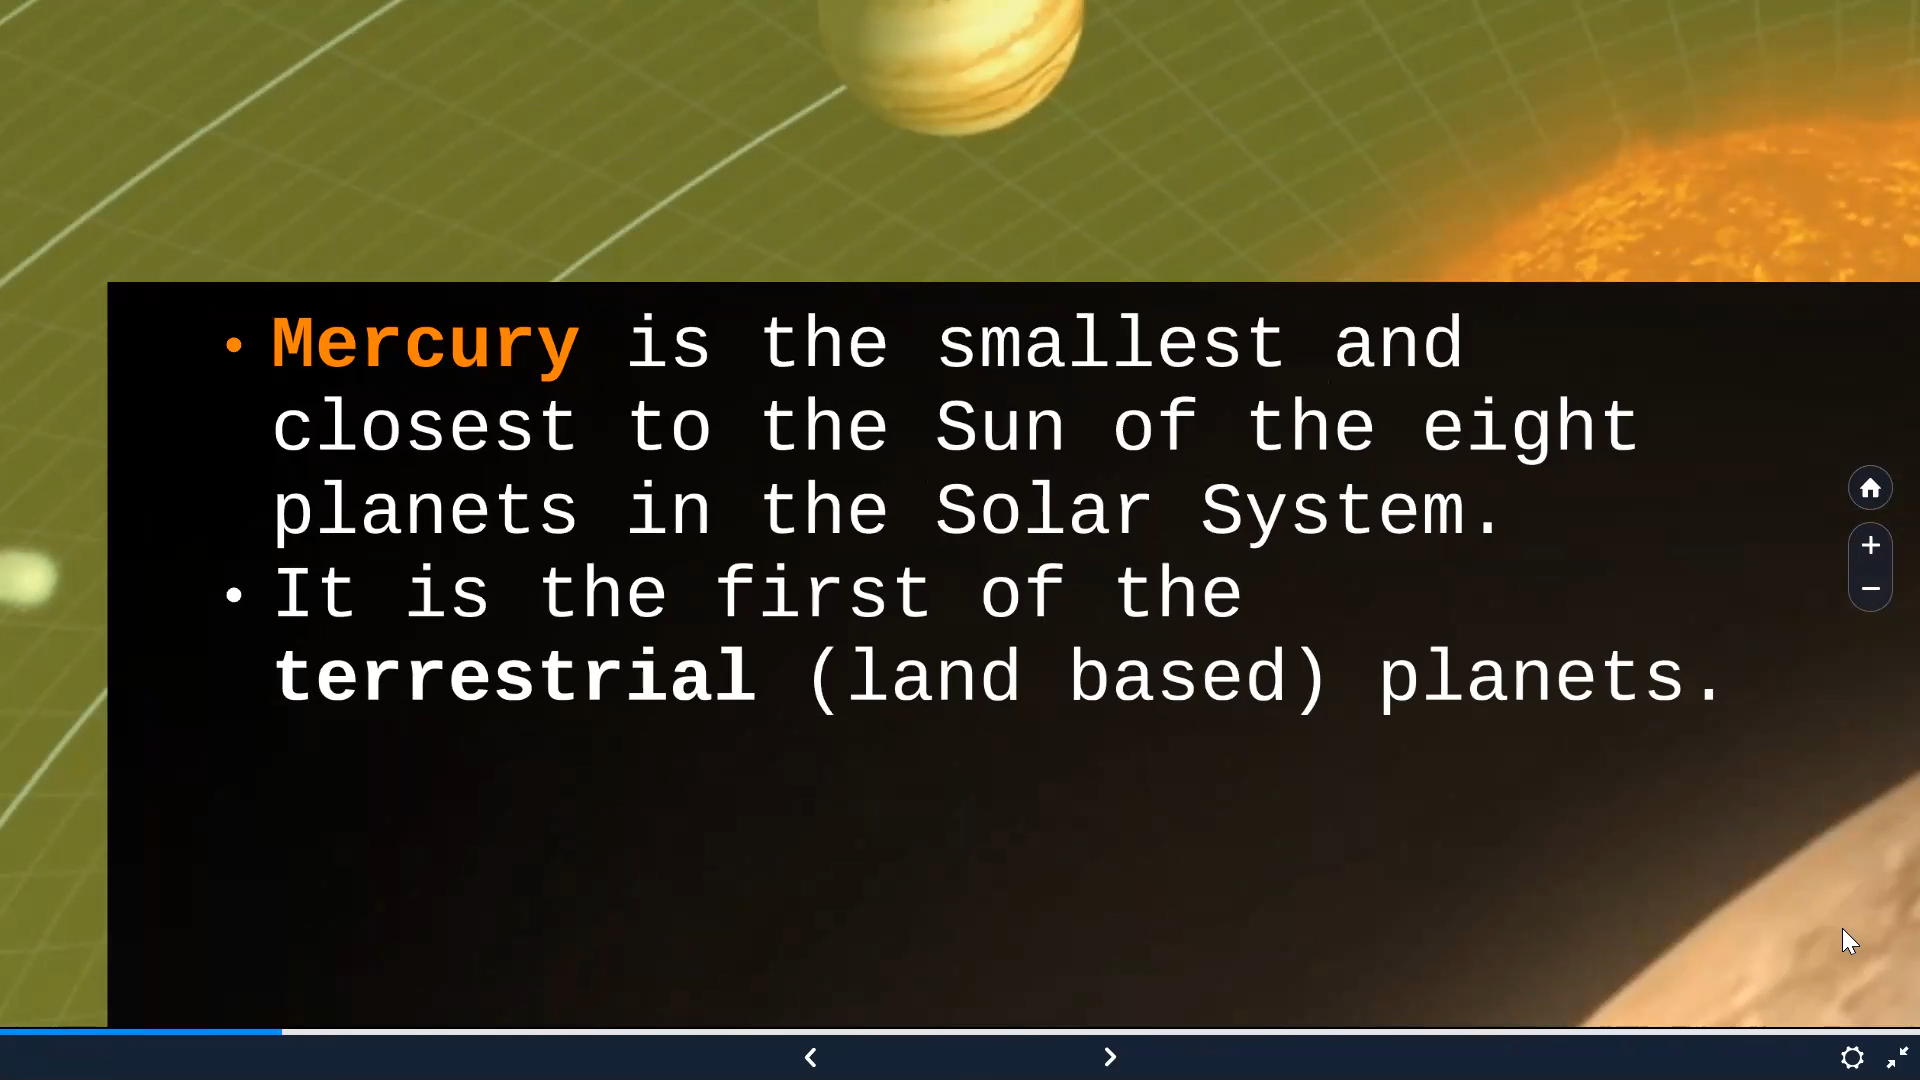 • Mercury is the smallest and
closest to the Sun of the eight
planets in the Solar System.
• It is the first of the
terrestrial (land based) planets.